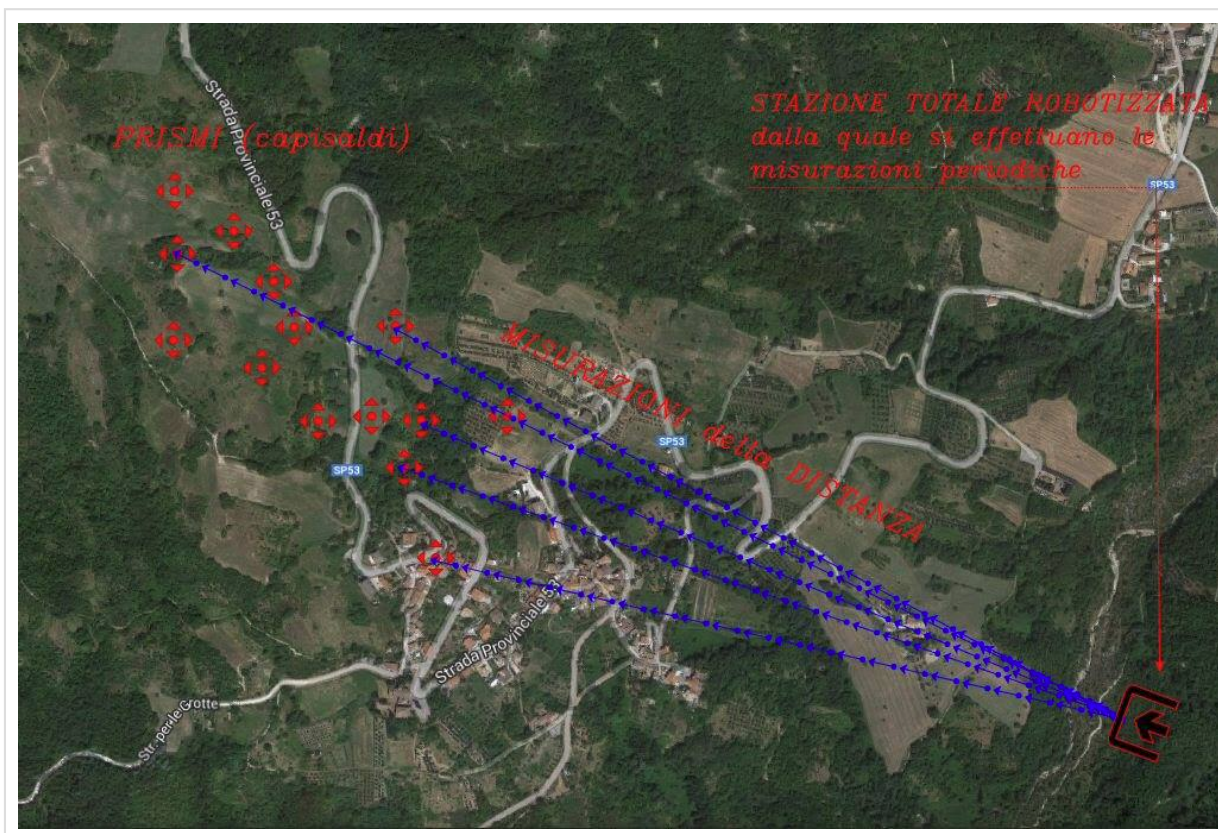 Strada Provinciale 53
PRISMI (capisaldi)
STAZIONE TOTALE ROBOTIZZATA
dalla quale si effettuano le
misurazioni periodiche
SP53
MISURAZIONI della DISTANZA
SP53
SP53
Strada Provinciale 53
Str. per le Grotte